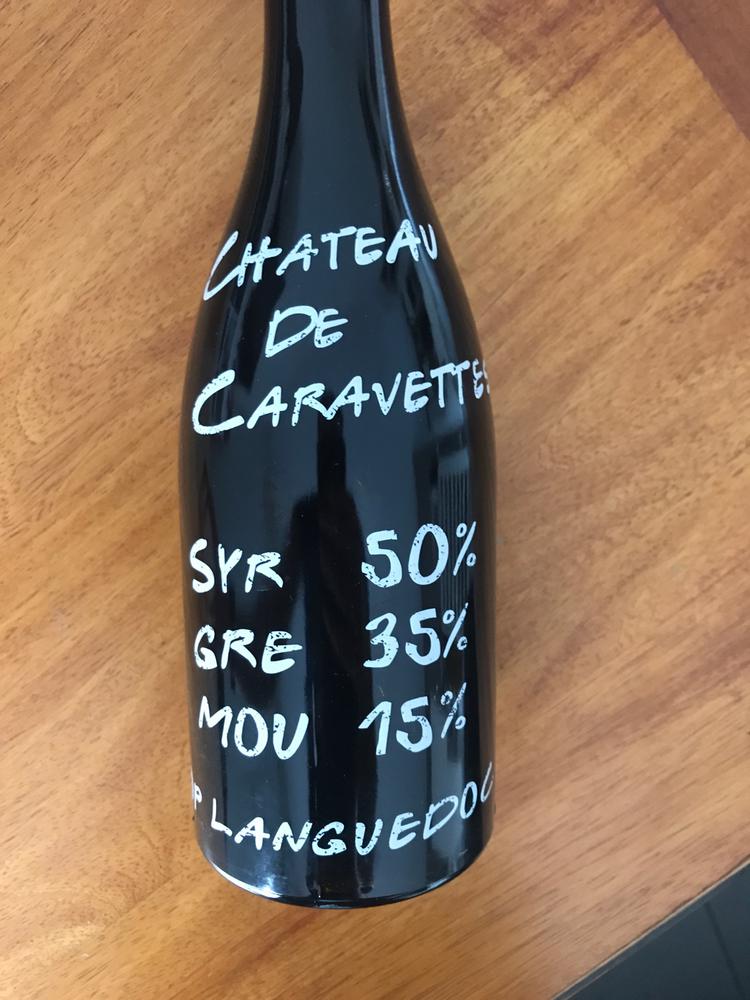 CHATEAU
DE
CARAVETTES
SYR 50%
GRE 35%
MOU 15%
LANGUEDOC